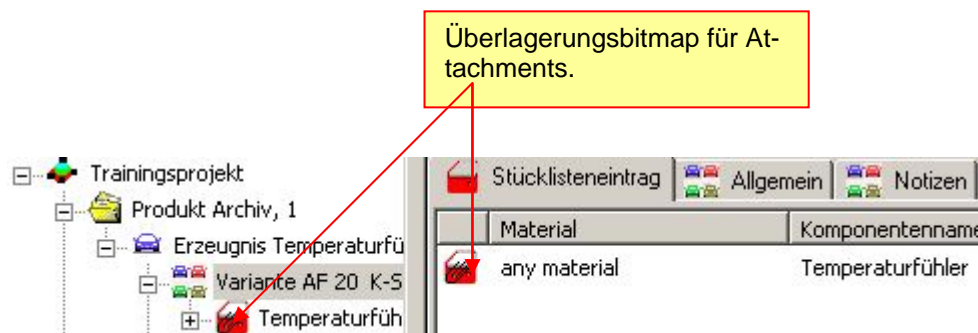 Überlagerungsbitmap für At-
tachments.
Trainingsprojekt
Produkt Archiv, 1
Erzeugnis Temperaturfü
Variante AF 20 K-S
Temperaturfüh
Stücklisteneintrag
Allgemein
Notizen
Material
Komponentenname
any material
Temperaturfühler